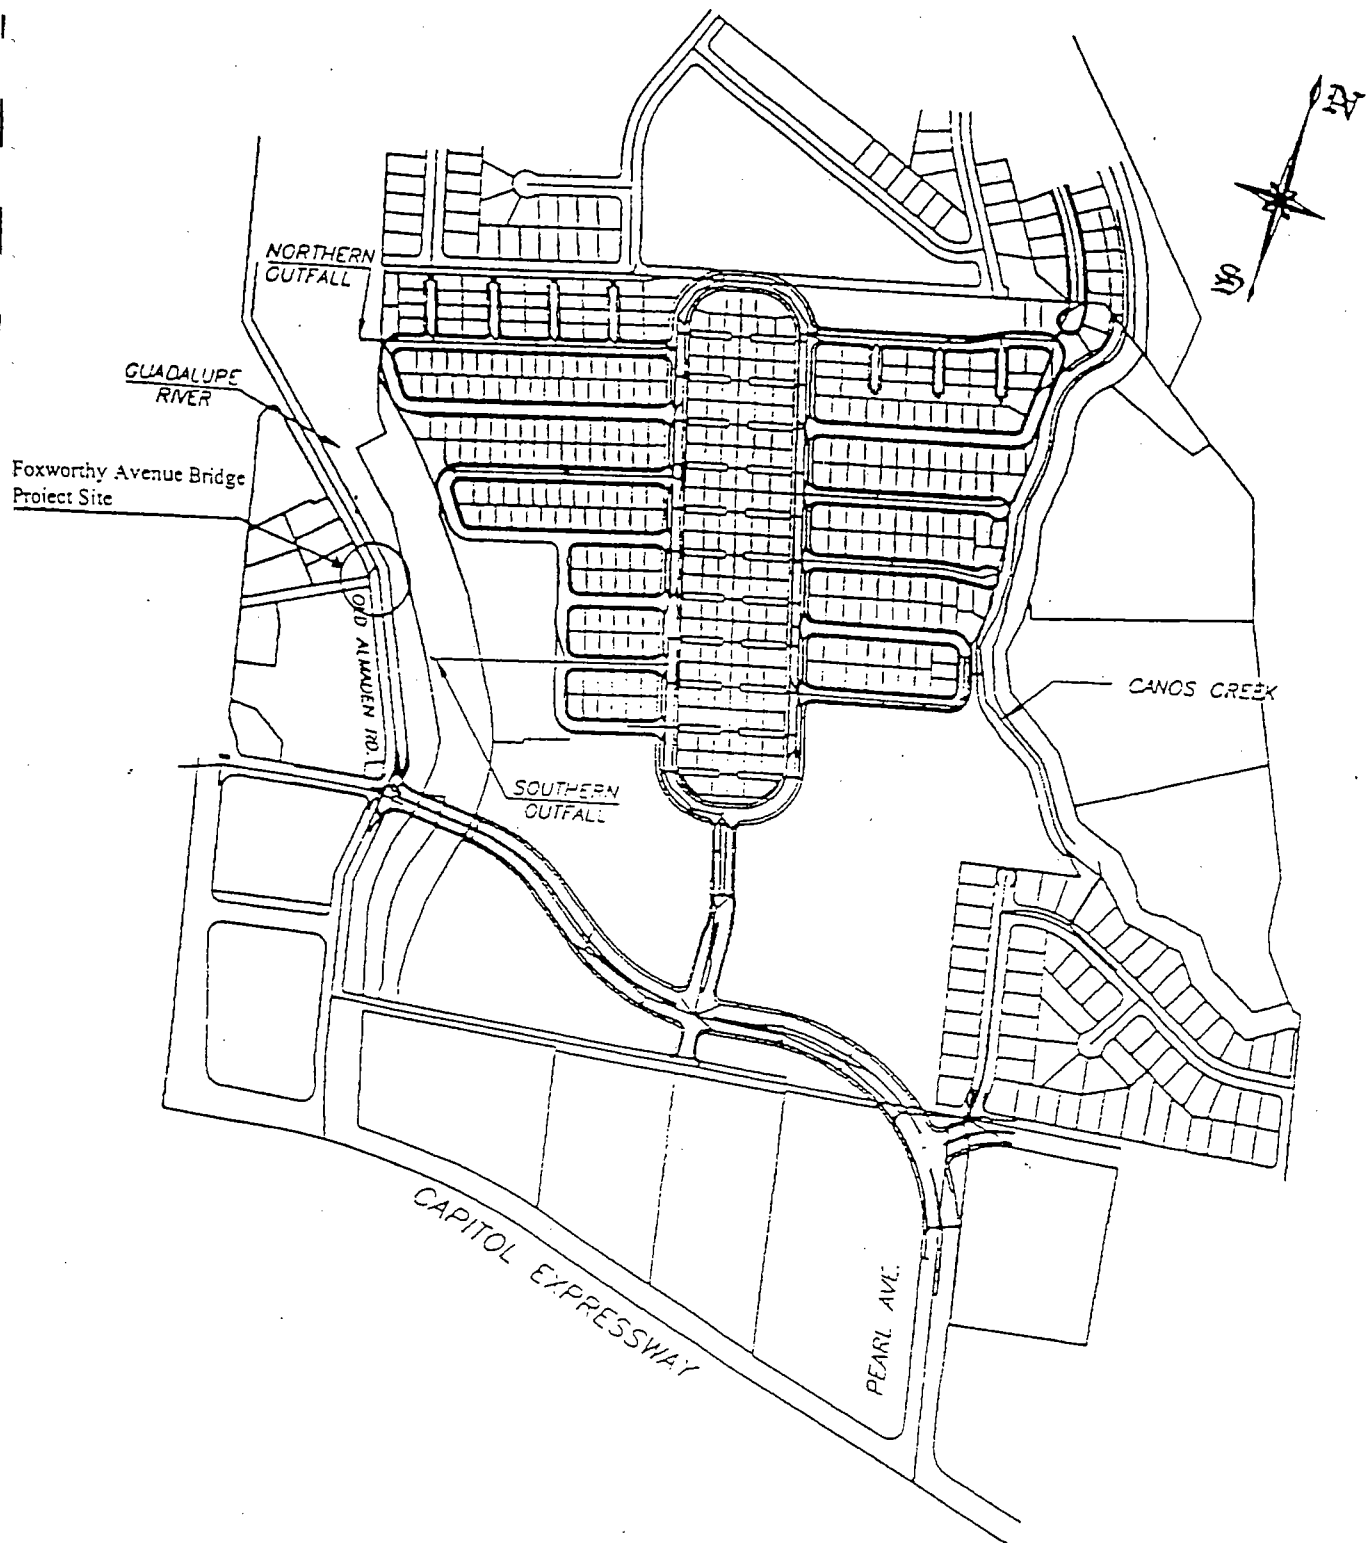 N
S
NORTHERN
OUTFALL
GUADALUPE
RIVER
Foxworthy Avenue Bridge
Project Site
OLD ALMADEN RD.
CANOS CREEK
SOUTHERN
OUTFALL
CAPITOL EXPRESSWAY
PEARL AVE.